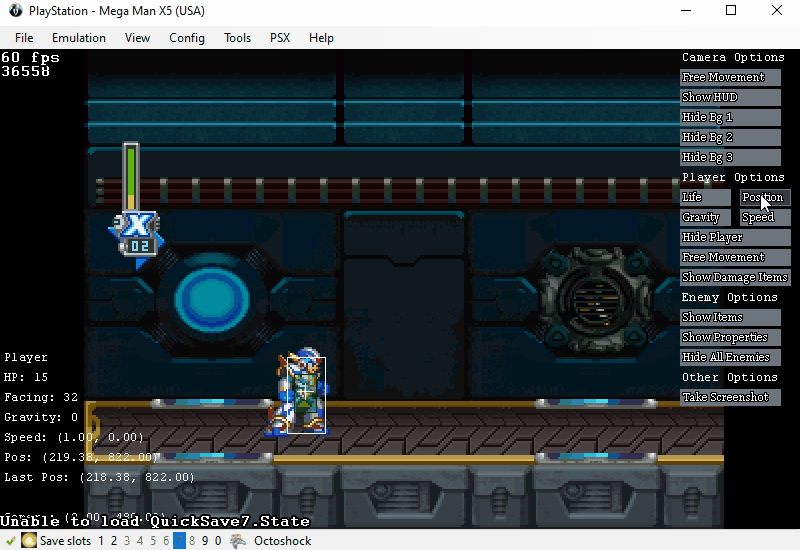 PlayStation - Mega Man X5 (USA)
File Emulation View Config Tools PSX Help
60 fps
36558
Camera Options
Free Movement
Show HUD
Hide Bg 1
Hide Bg 2
Hide Bg 3
Player Options
Life Position
Gravity Speed
Hide Player
Free Movement
Show Damage Items
Enemy Options
Show Items
Show Properties
Hide All Enemies
Other Options
Take Screenshot
X
02
Player
HP: 15
Facing: 32
Gravity: 0
Speed: (1.00, 0.00)
Pos: (219.38, 822.00)
Last Pos: (218.38, 822.00)
Unable to load QuickSave7.State
Save slots 1 2 3 4 5 6 7 8 9 0 Octoshock